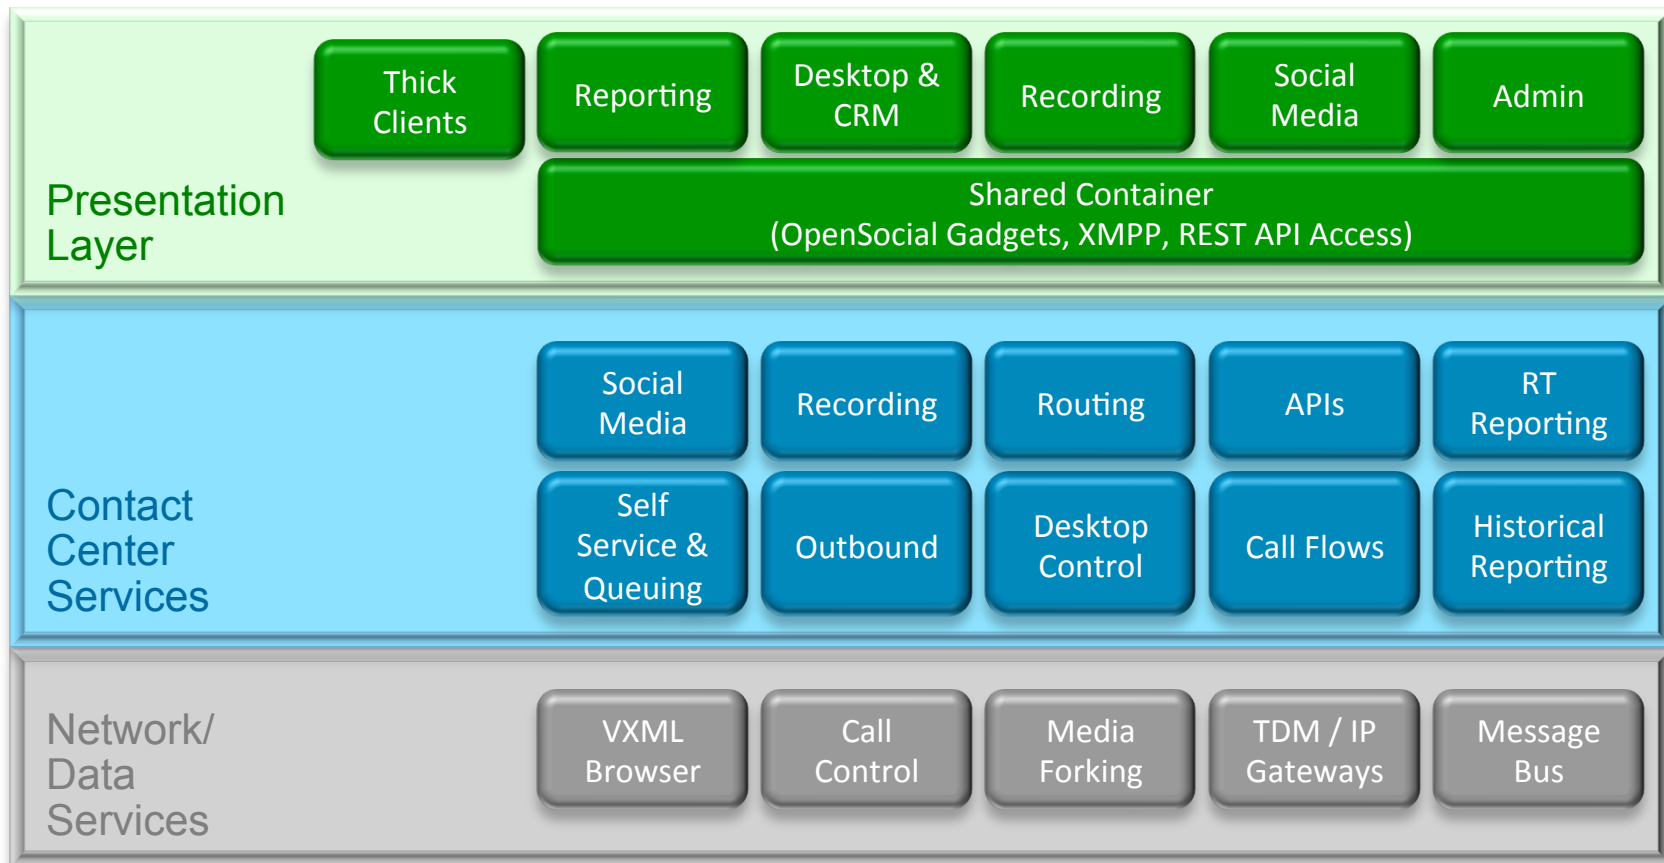 Thick
Clients
Reporting
Desktop &
CRM
Recording
Social
Media
Admin
Presentation
Layer
Shared Container
(OpenSocial Gadgets, XMPP, REST API Access)
Social
Media
Recording
Routing
APIs
RT
Reporting
Contact
Center
Services
Self
Service &
Queuing
Outbound
Desktop
Control
Call Flows
Historical
Reporting
Network/
Data
Services
VXML
Browser
Call
Control
Media
Forking
TDM / IP
Gateways
Message
Bus